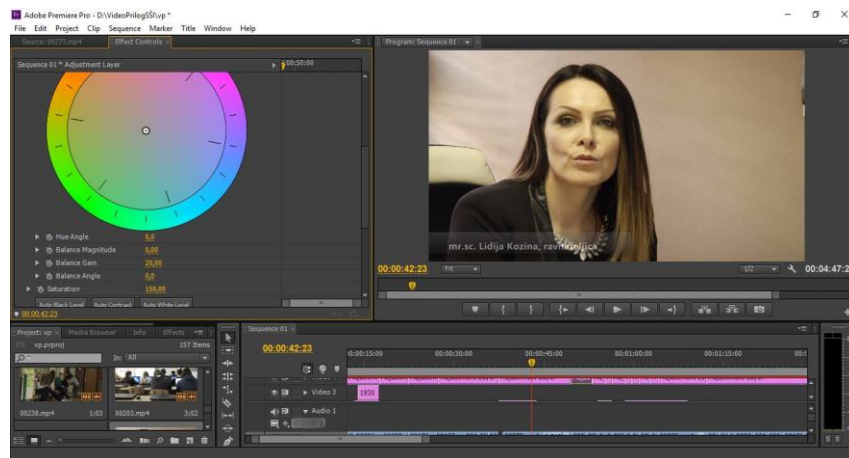 Adobe Premiere Pro - D:\VideoPrilogSŠI\vp *
File Edit Project Clip Sequence Marker Title Window Help
Source: 00273.mp4 Effect Controls ×
Program: Sequence 01
Sequence 01 * Adjustment Layer
00:50:00
Hue Angle 0,0
Balance Magnitude 0,00
Balance Gain 20,00
Balance Angle 0,0
Saturation 150,00
Auto Black Level Auto Contrast Auto White Level
00:00:42:23
mr.sc. Lidija Kozina, ravnateljica
00:00:42:23 Fit 1/2 00:04:47:2
Project: vp × Media Browser Info Effects
vp.prproj 157 Items
In: All
00238.mp4 1;03 00203.mp4 3;02
Sequence 01 ×
00:00:42:23
0:00:15:00 00:00:30:00 00:00:45:00 00:01:00:00 00:01:15:00
Video 3
1930
Audio 1
S S